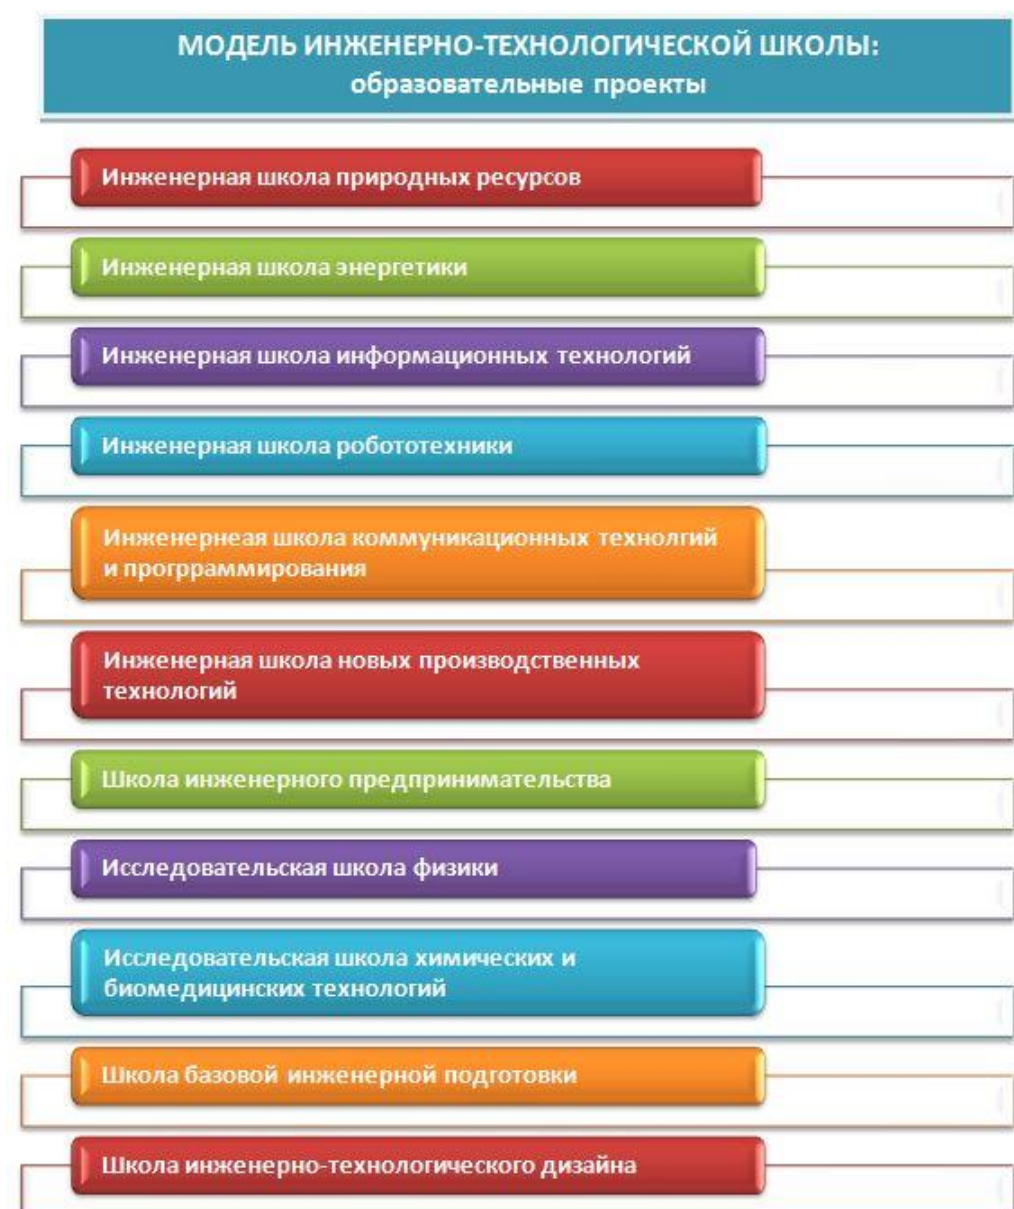 МОДЕЛЬ ИНЖЕНЕРНО-ТЕХНОЛОГИЧЕСКОЙ ШКОЛЫ:
образовательные проекты
Инженерная школа природных ресурсов
Инженерная школа энергетики
Инженерная школа информационных технологий
Инженерная школа робототехники
Инженернеая школа коммуникационных технолгий
и прогрраммирования
Инженерная школа новых производственных
технологий
Школа инженерного предпринимательства
Исследовательская школа физики
Исследовательская школа химических и
биомедицинских технологий
Школа базовой инженерной подготовки
Школа инженерно-технологического дизайна